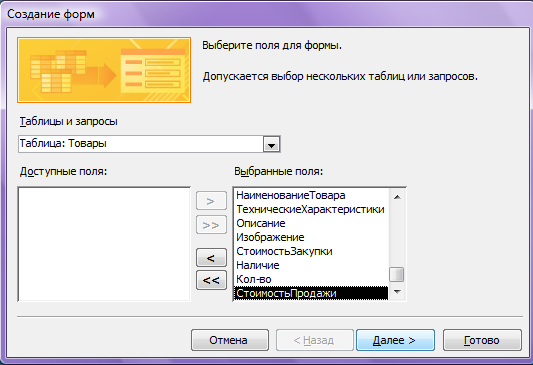 Создание форм
Выберите поля для формы.
Допускается выбор нескольких таблиц или запросов.
Таблицы и запросы
Таблица: Товары
Доступные поля:
Выбранные поля:
НаименованиеТовара
ТехническиеХарактеристики
Описание
Изображение
СтоимостьЗакупки
Наличие
Кол-во
СтоимостьПродажи
>
>>
<
<<
Отмена
< Назад
Далее >
Готово